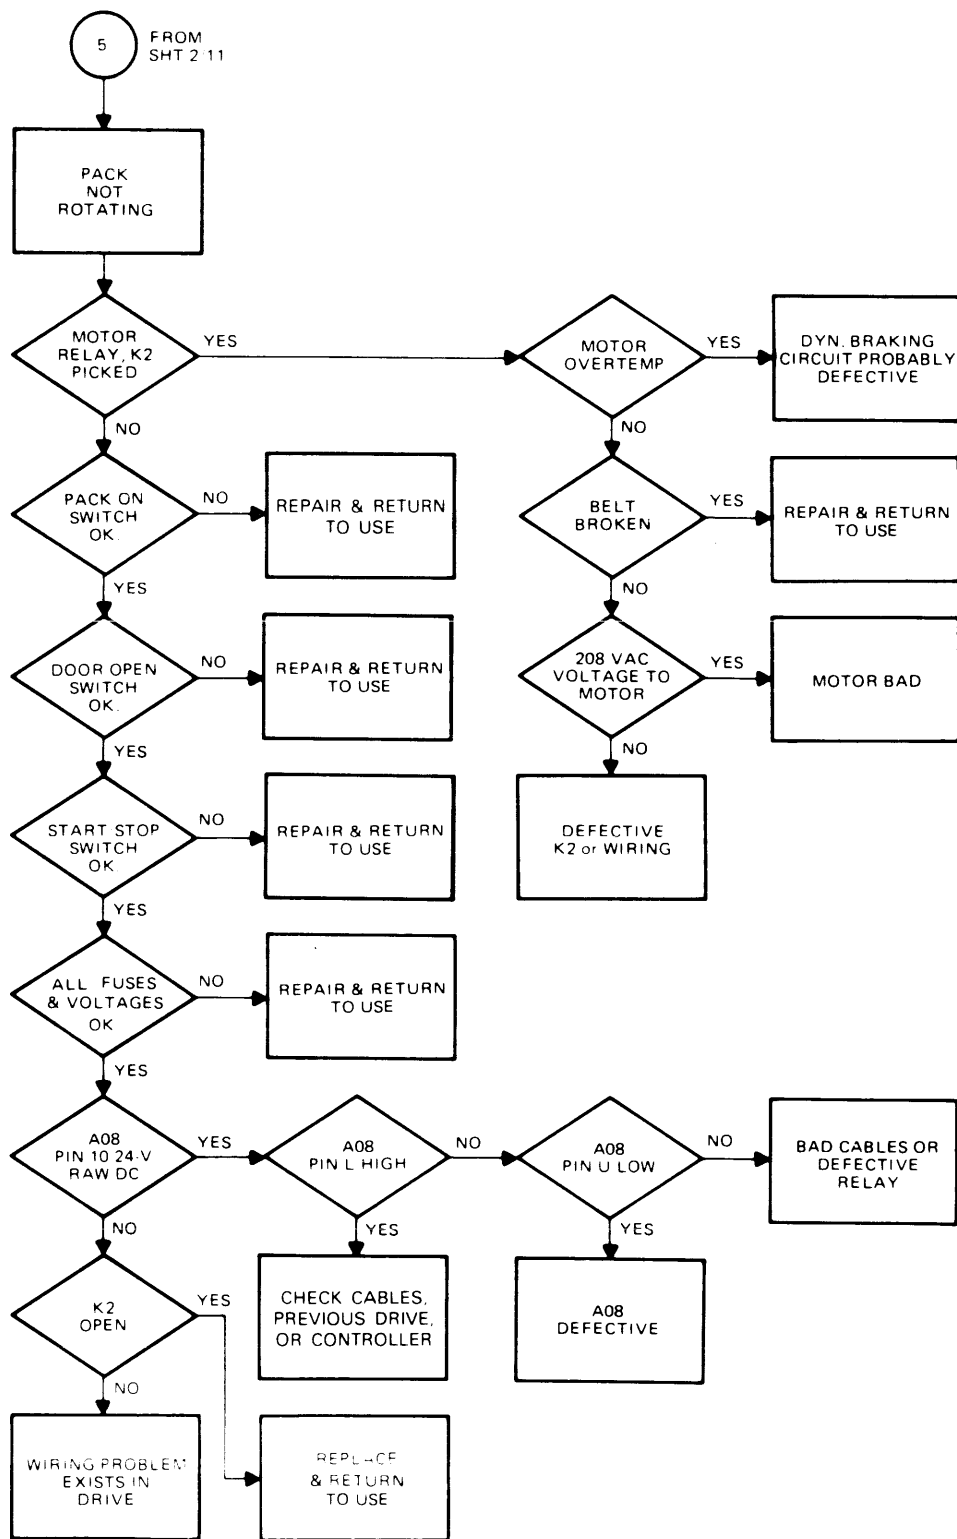 5
FROM
SHT 2/11
PACK
NOT
ROTATING
MOTOR
RELAY, K2
PICKED
YES
MOTOR
OVERTEMP
YES
DYN. BRAKING
CIRCUIT PROBABLY
DEFECTIVE
NO
NO
PACK ON
SWITCH
OK.
NO
REPAIR & RETURN
TO USE
BELT
BROKEN
YES
REPAIR & RETURN
TO USE
YES
NO
DOOR OPEN
SWITCH
OK.
NO
REPAIR & RETURN
TO USE
208 VAC
VOLTAGE TO
MOTOR
YES
MOTOR BAD
YES
NO
START STOP
SWITCH
OK
NO
REPAIR & RETURN
TO USE
DEFECTIVE
K2 or WIRING
YES
ALL FUSES
& VOLTAGES
OK
NO
REPAIR & RETURN
TO USE
YES
A08
PIN 10 24-V
RAW DC
YES
A08
PIN L HIGH
NO
A08
PIN U LOW
NO
BAD CABLES OR
DEFECTIVE
RELAY
NO
YES
YES
K2
OPEN
YES
CHECK CABLES,
PREVIOUS DRIVE,
OR CONTROLLER
A08
DEFECTIVE
NO
WIRING PROBLEM
EXISTS IN
DRIVE
REPLACE
& RETURN
TO USE